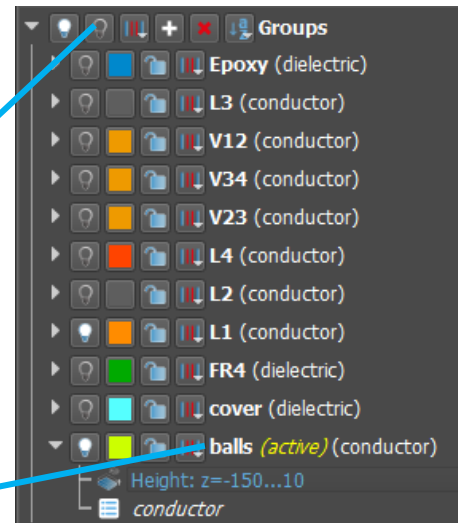 Groups
Epoxy (dielectric)
L3 (conductor)
V12 (conductor)
V34 (conductor)
V23 (conductor)
L4 (conductor)
L2 (conductor)
L1 (conductor)
FR4 (dielectric)
cover (dielectric)
balls (active) (conductor)
Height: z=-150...10
conductor